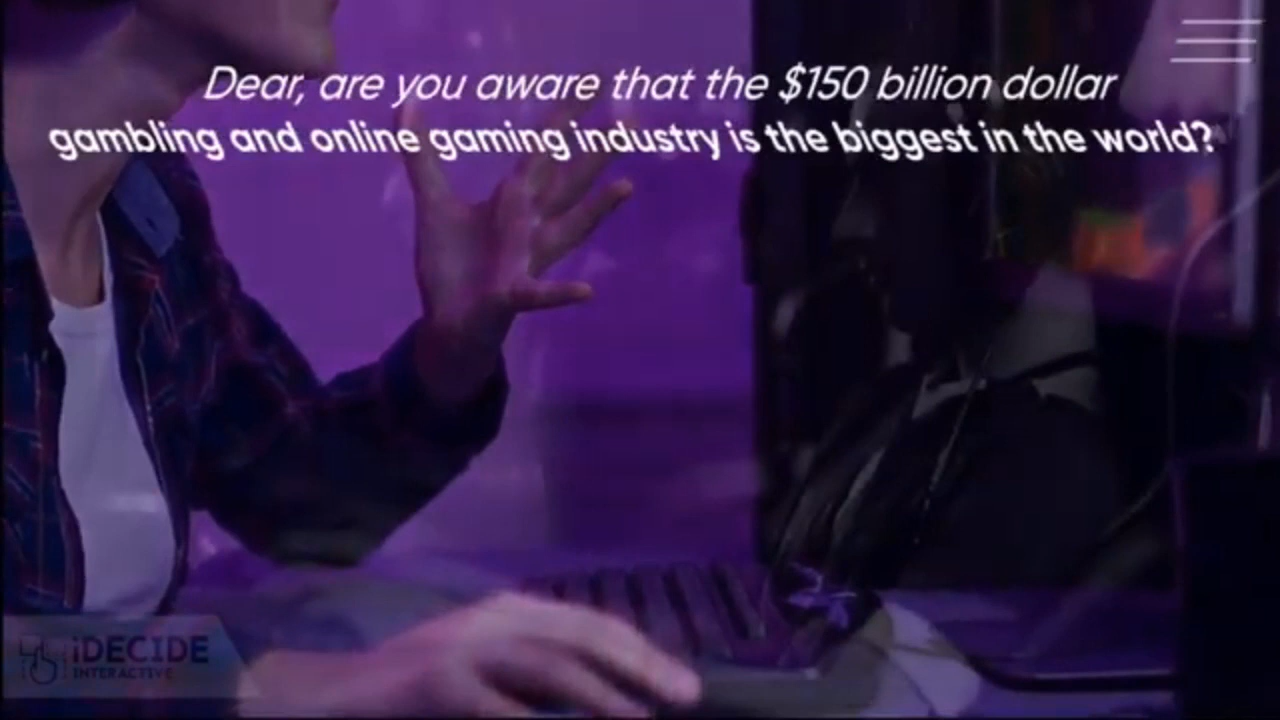 Dear, are you aware that the $150 billion dollar
gambling and online gaming industry is the biggest in the world?
iDECIDE
INTERACTIVE